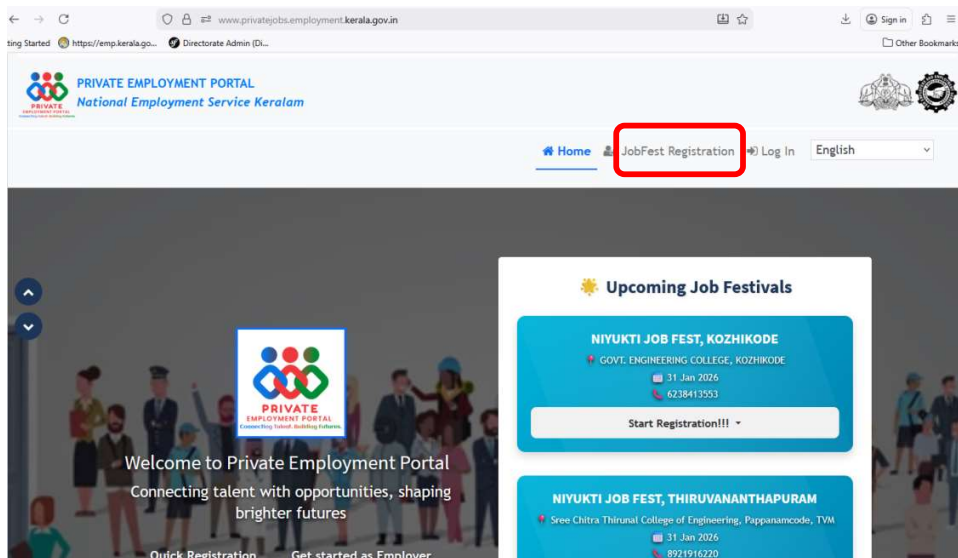 www.privatejobs.employment.kerala.gov.in
Sign in
ting Started https://emp.kerala.go... Directorate Admin (Di...
Other Bookmarks
PRIVATE EMPLOYMENT PORTAL
National Employment Service Keralam
PRIVATE
Home JobFest Registration Log In English
Upcoming Job Festivals
NIYUKTI JOB FEST, KOZHIKODE
GOVT. ENGINEERING COLLEGE, KOZHIKODE
31 Jan 2026
6238413553
Start Registration!!!
PRIVATE
EMPLOYMENT PORTAL
Connecting Talent. Building Futures.
Welcome to Private Employment Portal
Connecting talent with opportunities, shaping
brighter futures
Quick Registration Get started as Employer
NIYUKTI JOB FEST, THIRUVANANTHAPURAM
Sree Chitra Thirunal College of Engineering, Pappanamcode, TVM
31 Jan 2026
8921916220